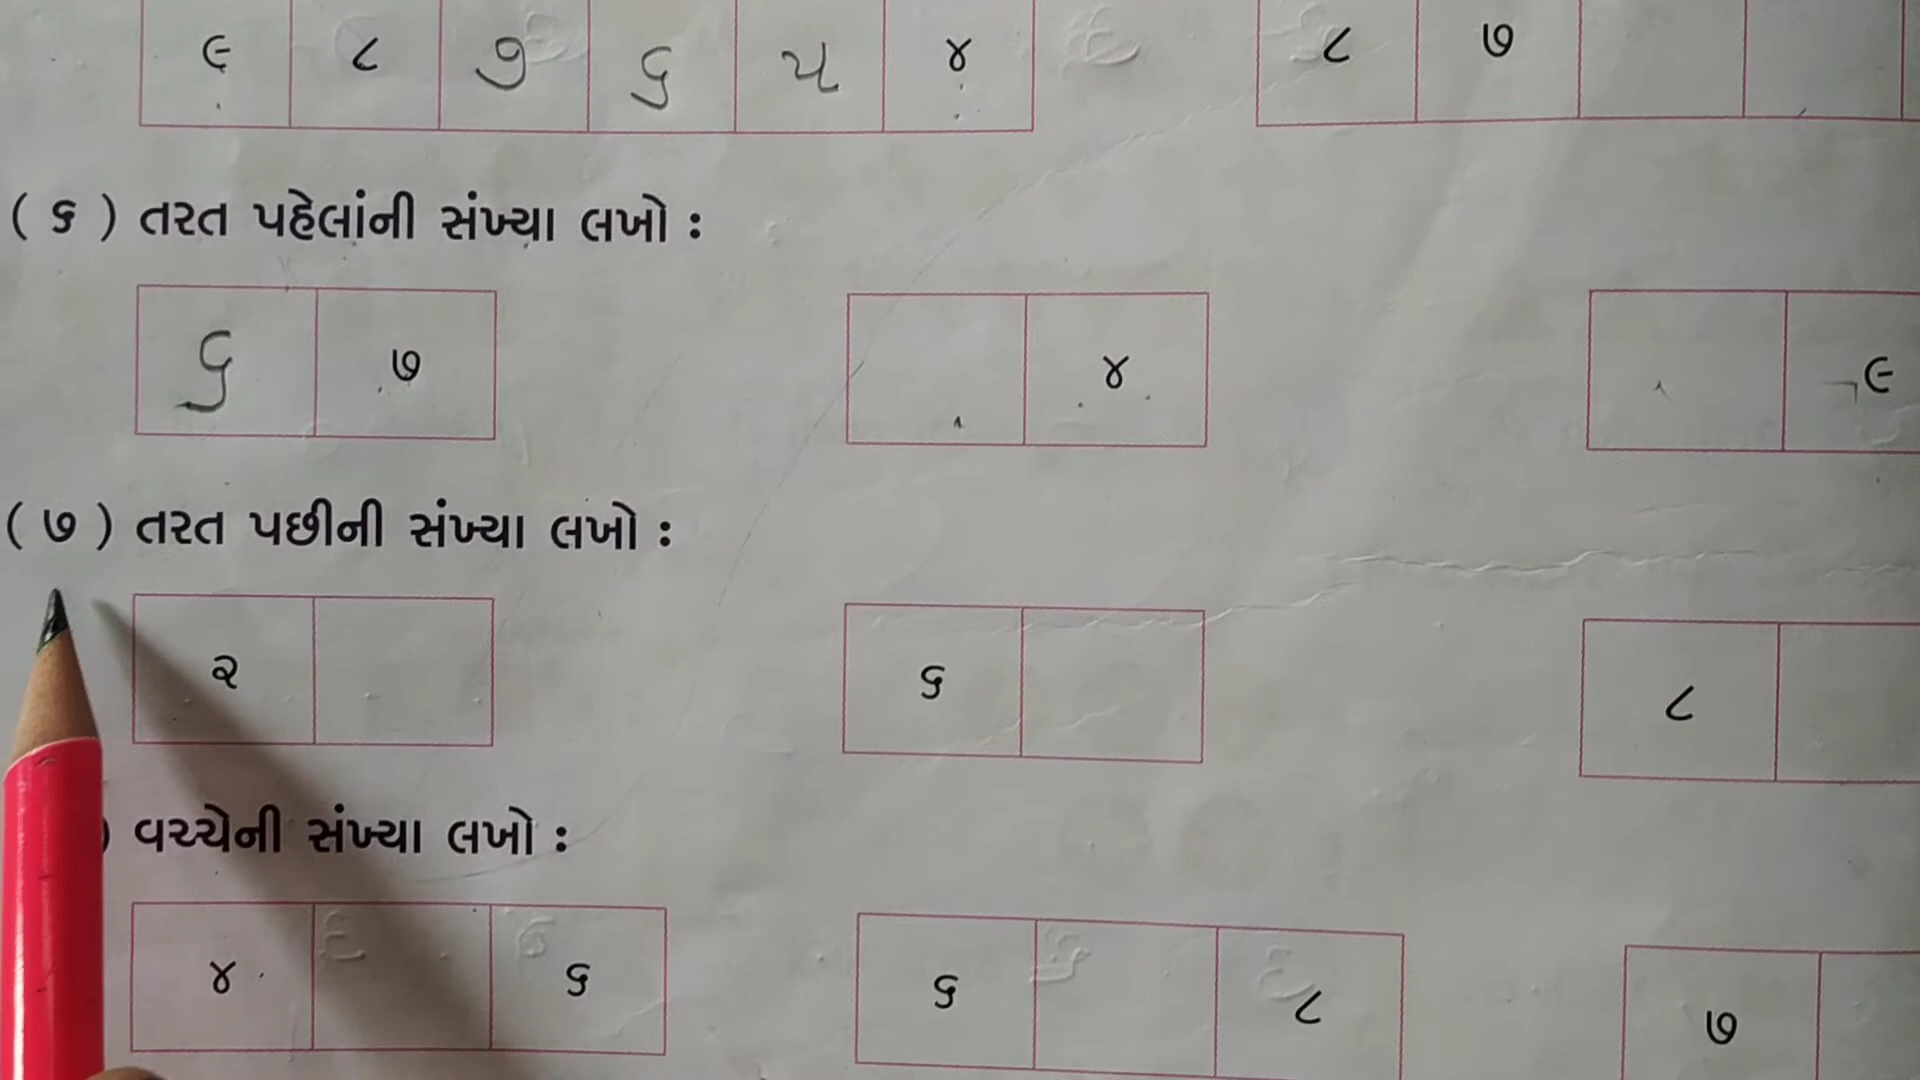 ૯ ૮ ૭ ૬ ૫ ૪ ૮ ૭
( ૬ ) તરત પહેલાંની સંખ્યા લખો :
૬ ૭ ૪ ૯
( ૭ ) તરત પછીની સંખ્યા લખો :
૨ ૬ ૮
) વચ્ચેની સંખ્યા લખો :
૪ ૬ ૬ ૮ ૭